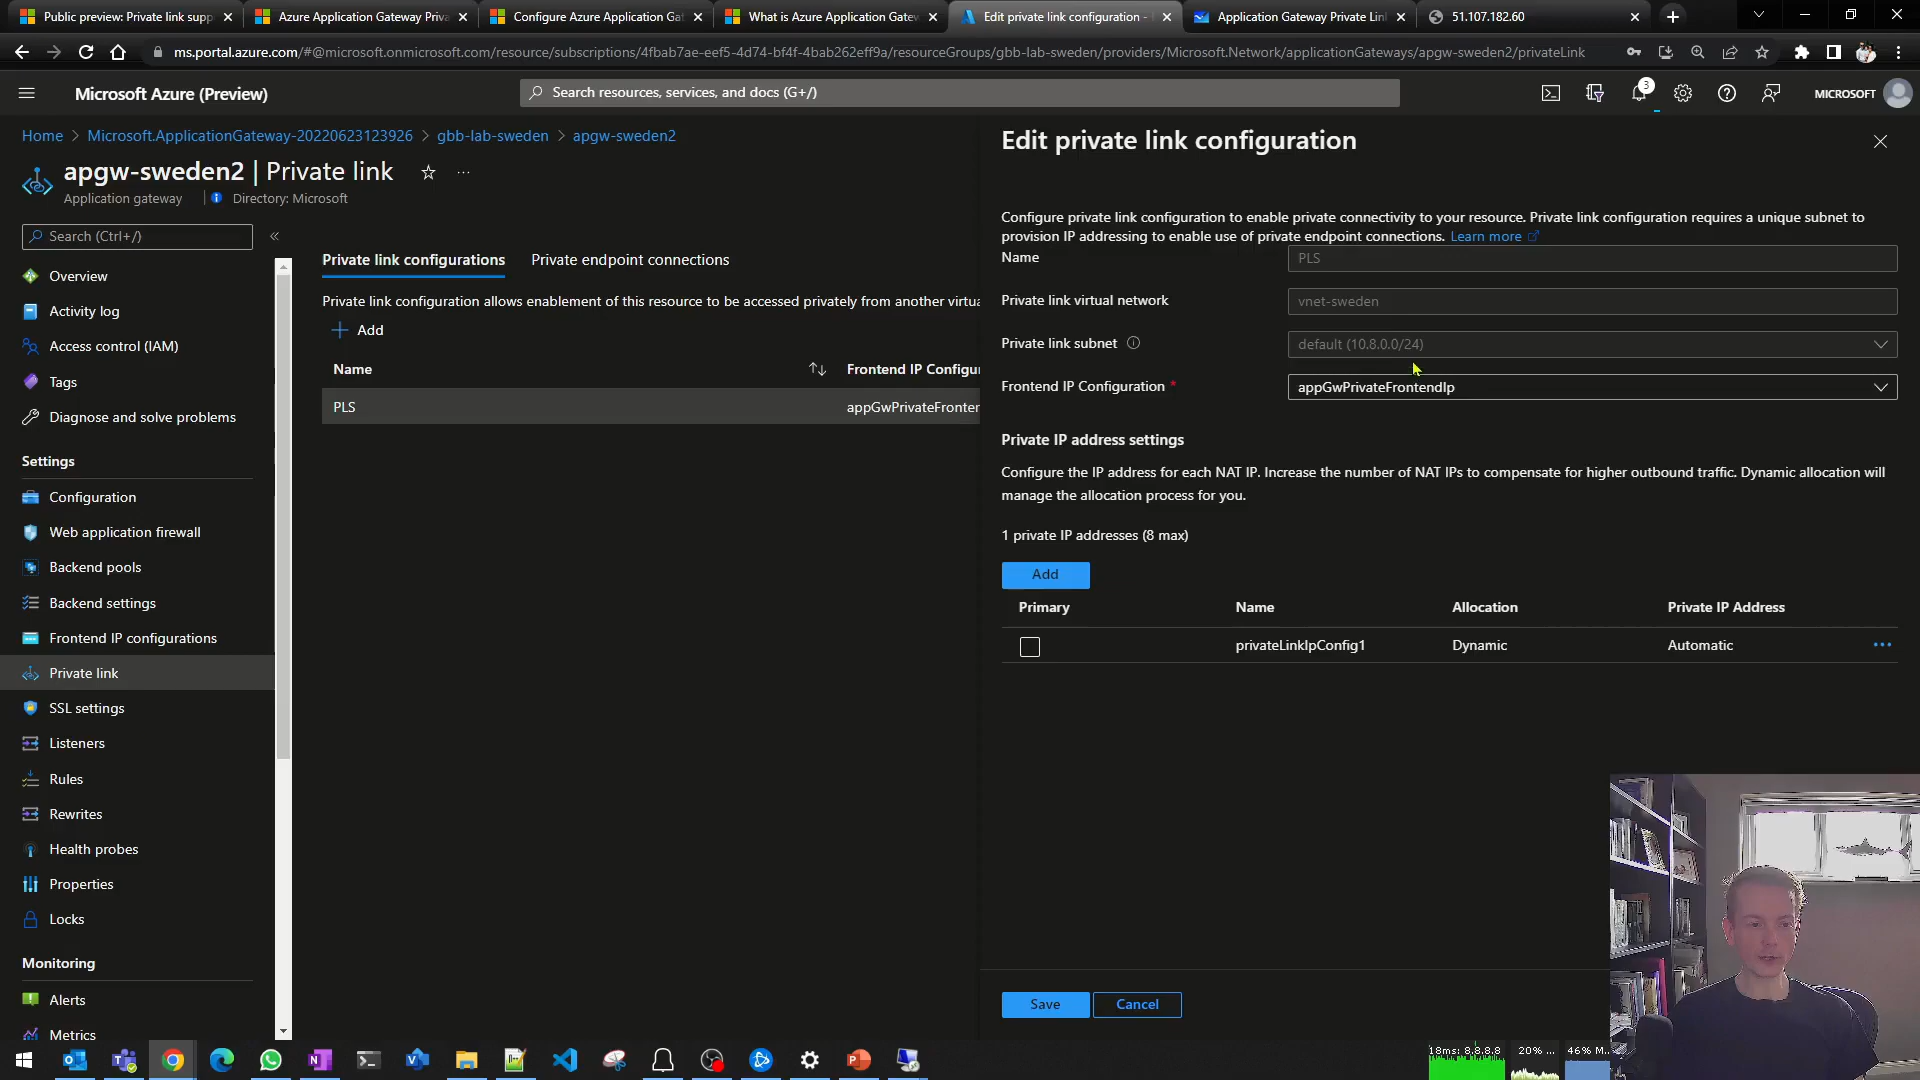 Public preview: Private link supp
Azure Application Gateway Priva
Configure Azure Application Gat
What is Azure Application Gatew
Edit private link configuration -
Application Gateway Private Lin
51.107.182.60
ms.portal.azure.com/#@microsoft.onmicrosoft.com/resource/subscriptions/4fbab7ae-eef5-4d74-bf4f-4bab262eff9a/resourceGroups/gbb-lab-sweden/providers/Microsoft.Network/applicationGateways/apgw-sweden2/privateLink
Microsoft Azure (Preview)
Search resources, services, and docs (G+/)
3
MICROSOFT
Home > Microsoft.ApplicationGateway-20220623123926 > gbb-lab-sweden > apgw-sweden2
apgw-sweden2 | Private link
Application gateway
Directory: Microsoft
Search (Ctrl+/)
Overview
Activity log
Access control (IAM)
Tags
Diagnose and solve problems
Settings
Configuration
Web application firewall
Backend pools
Backend settings
Frontend IP configurations
Private link
SSL settings
Listeners
Rules
Rewrites
Health probes
Properties
Locks
Monitoring
Alerts
Metrics
Private link configurations
Private endpoint connections
Private link configuration allows enablement of this resource to be accessed privately from another virtua
Add
Name
Frontend IP Configu
PLS
appGwPrivateFronten
Edit private link configuration
Configure private link configuration to enable private connectivity to your resource. Private link configuration requires a unique subnet to
provision IP addressing to enable use of private endpoint connections. Learn more
Name
PLS
Private link virtual network
vnet-sweden
Private link subnet
default (10.8.0.0/24)
Frontend IP Configuration *
appGwPrivateFrontendIp
Private IP address settings
Configure the IP address for each NAT IP. Increase the number of NAT IPs to compensate for higher outbound traffic. Dynamic allocation will
manage the allocation process for you.
1 private IP addresses (8 max)
Add
Primary
Name
Allocation
Private IP Address
privateLinkIpConfig1
Dynamic
Automatic
Save
Cancel
18ms: 8.8.8.8
20% ...
46% M...